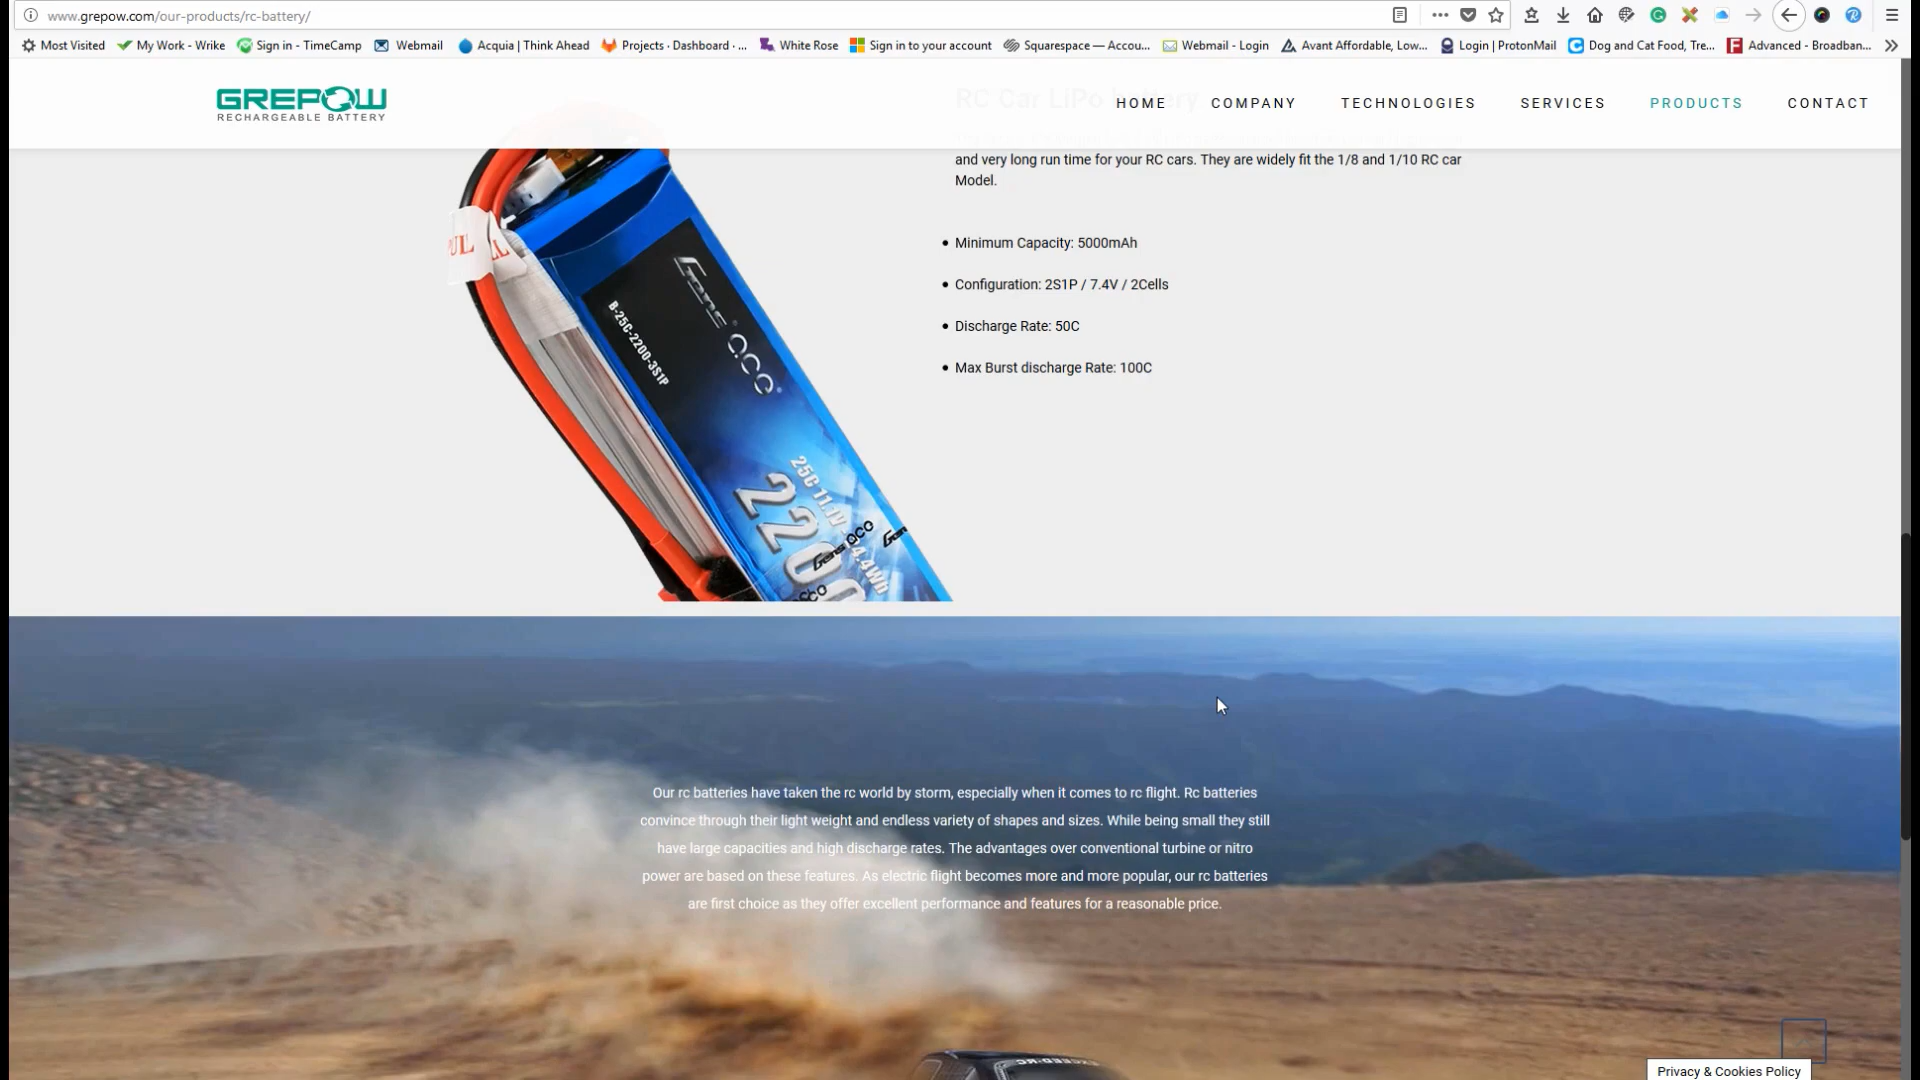 www.grepow.com/our-products/rc-battery/
Most Visited
My Work - Wrike
Sign in - TimeCamp
Webmail
Acquia | Think Ahead
Projects · Dashboard · ...
White Rose
Sign in to your account
Squarespace — Accou...
Webmail - Login
Avant Affordable, Low...
Login | ProtonMail
Dog and Cat Food, Tre...
Advanced - Broadban...
GREPOW
RECHARGEABLE BATTERY
HOME
COMPANY
TECHNOLOGIES
SERVICES
PRODUCTS
CONTACT
RC Car LiPo battery
and very long run time for your RC cars. They are widely fit the 1/8 and 1/10 RC car
Model.
• Minimum Capacity: 5000mAh
• Configuration: 2S1P / 7.4V / 2Cells
• Discharge Rate: 50C
• Max Burst discharge Rate: 100C
Gens aco
B-25C-2200-3S1P
25C 11.1V
2200
Gens aco
Our rc batteries have taken the rc world by storm, especially when it comes to rc flight. Rc batteries
convince through their light weight and endless variety of shapes and sizes. While being small they still
have large capacities and high discharge rates. The advantages over conventional turbine or nitro
power are based on these features. As electric flight becomes more and more popular, our rc batteries
are first choice as they offer excellent performance and features for a reasonable price.
Privacy & Cookies Policy